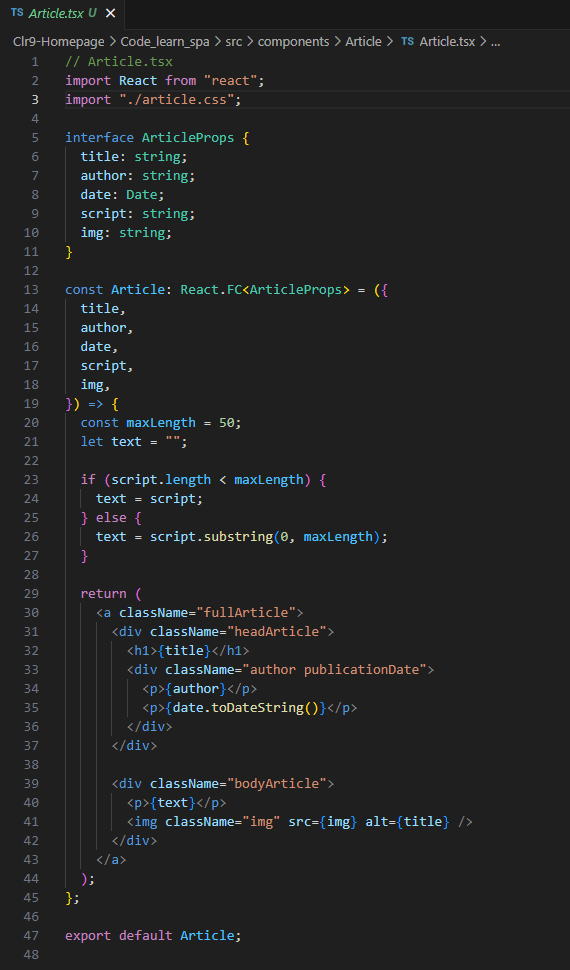 TS Article.tsx U ×
Clr9-Homepage > Code_learn_spa > src > components > Article > TS Article.tsx > ...
1 // Article.tsx
2 import React from "react";
3 import "./article.css";
4
5 interface ArticleProps {
6   title: string;
7   author: string;
8   date: Date;
9   script: string;
10   img: string;
11 }
12
13 const Article: React.FC<ArticleProps> = ({
14   title,
15   author,
16   date,
17   script,
18   img,
19 }) => {
20   const maxLength = 50;
21   let text = "";
22
23   if (script.length < maxLength) {
24     text = script;
25   } else {
26     text = script.substring(0, maxLength);
27   }
28
29   return (
30     <a className="fullArticle">
31       <div className="headArticle">
32         <h1>{title}</h1>
33         <div className="author publicationDate">
34           <p>{author}</p>
35           <p>{date.toDateString()}</p>
36         </div>
37       </div>
38
39       <div className="bodyArticle">
40         <p>{text}</p>
41         <img className="img" src={img} alt={title} />
42       </div>
43     </a>
44   );
45 };
46
47 export default Article;
48